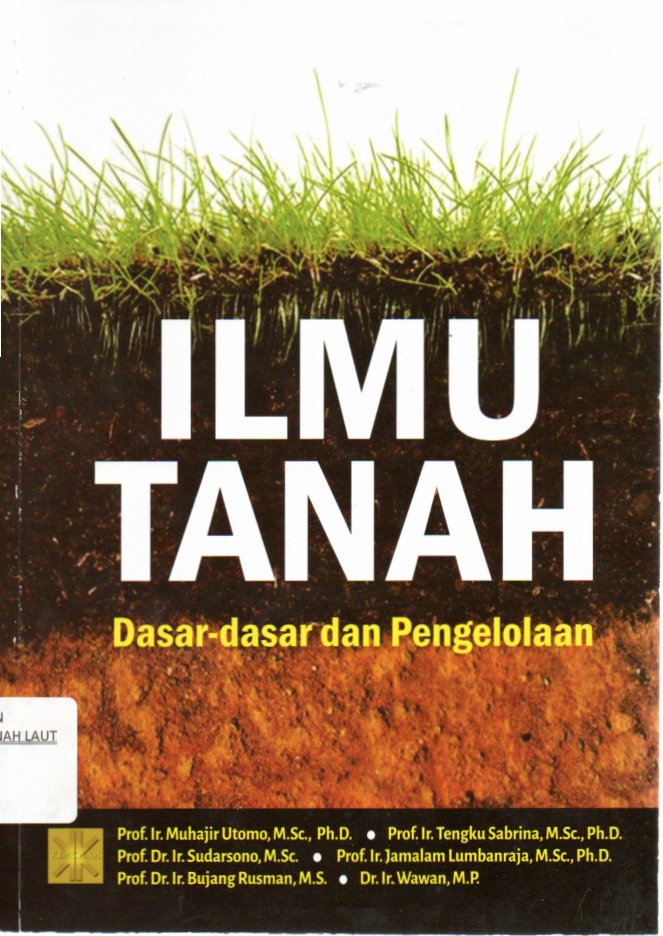 ILMU
TANAH
Dasar-dasar dan Pengelolaan
NAH LAUT
Prof. Ir. Muhajir Utomo, M.Sc., Ph.D. • Prof. Ir. Tengku Sabrina, M.Sc., Ph.D.
Prof. Dr. Ir. Sudarsono, M.Sc. • Prof. Ir. Jamalam Lumbanraja, M.Sc., Ph.D.
Prof. Dr. Ir. Bujang Rusman, M.S. • Dr. Ir. Wawan, M.P.